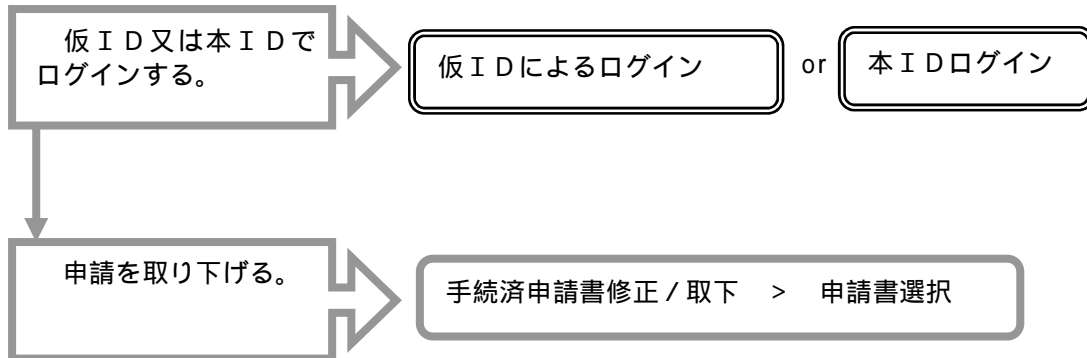 仮ＩＤ又は本ＩＤで
ログインする。
仮ＩＤによるログイン or 本ＩＤログイン
申請を取り下げる。
手続済申請書修正／取下 ＞ 申請書選択